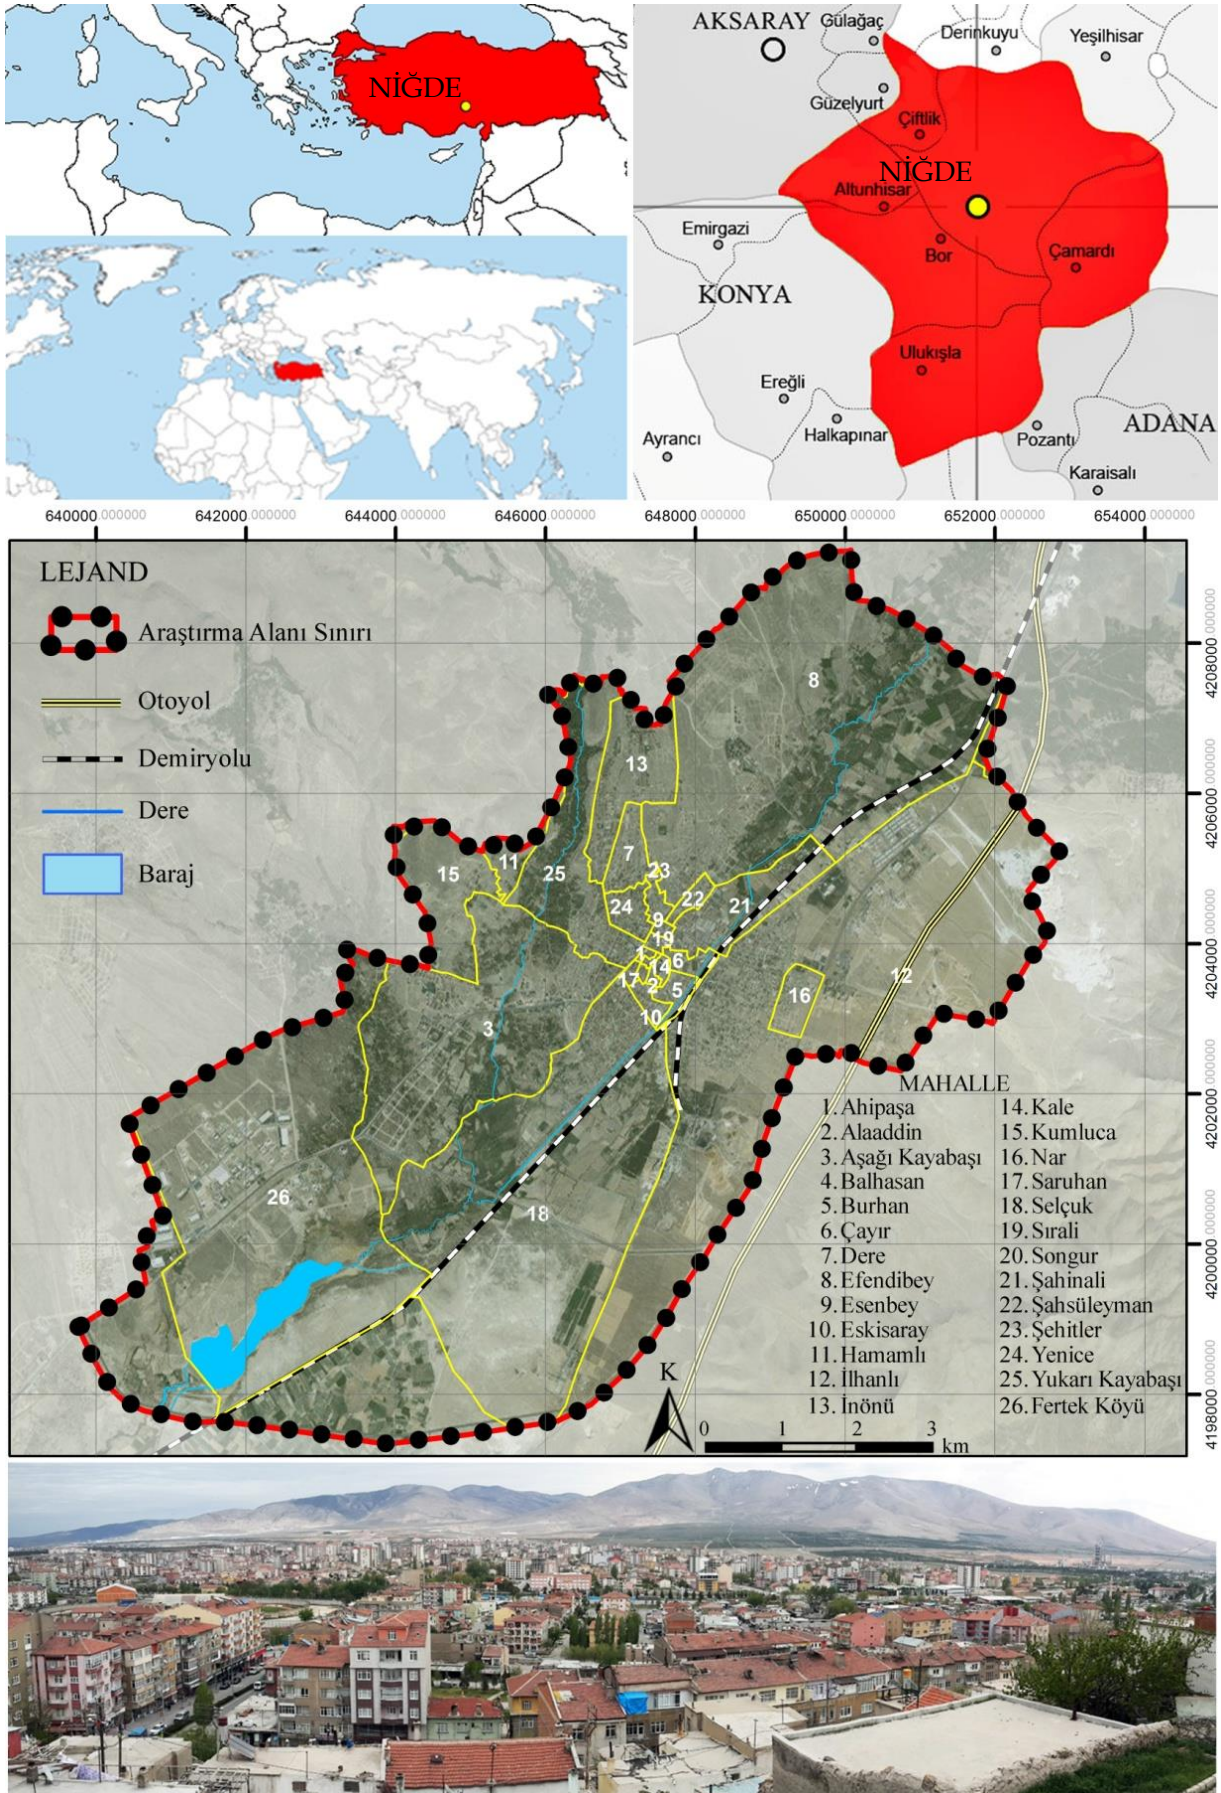 NİĞDE
AKSARAY
Gülağaç
Derinkuyu
Yeşilhisar
Güzelyurt
Çiftlik
NİĞDE
Altunhisar
Emirgazi
Bor
Çamardı
KONYA
Ulukışla
Ereğli
Halkapınar
Ayrancı
Pozantı
ADANA
Karaisalı
640000,000000 642000,000000 644000,000000 646000,000000 648000,000000 650000,000000 652000,000000 654000,000000
LEJAND
Araştırma Alanı Sınırı
Otoyol
Demiryolu
Dere
Baraj
4208000,000000
4206000,000000
4204000,000000
4202000,000000
4200000,000000
4198000,000000
8
13
7
11
15
25
23
22
24
21
9
19
1
6
14
17
2
5
12
16
10
3
26
18
MAHALLE
1. Ahipaşa
2. Alaaddin
3. Aşağı Kayabaşı
4. Balhasan
5. Burhan
6. Çayır
7. Dere
8. Efendibey
9. Esenbey
10. Eskisaray
11. Hamamlı
12. İlhanlı
13. İnönü
14. Kale
15. Kumluca
16. Nar
17. Saruhan
18. Selçuk
19. Sırali
20. Songur
21. Şahinali
22. Şahsüleyman
23. Şehitler
24. Yenice
25. Yukarı Kayabaşı
26. Fertek Köyü
K
0 1 2 3
km